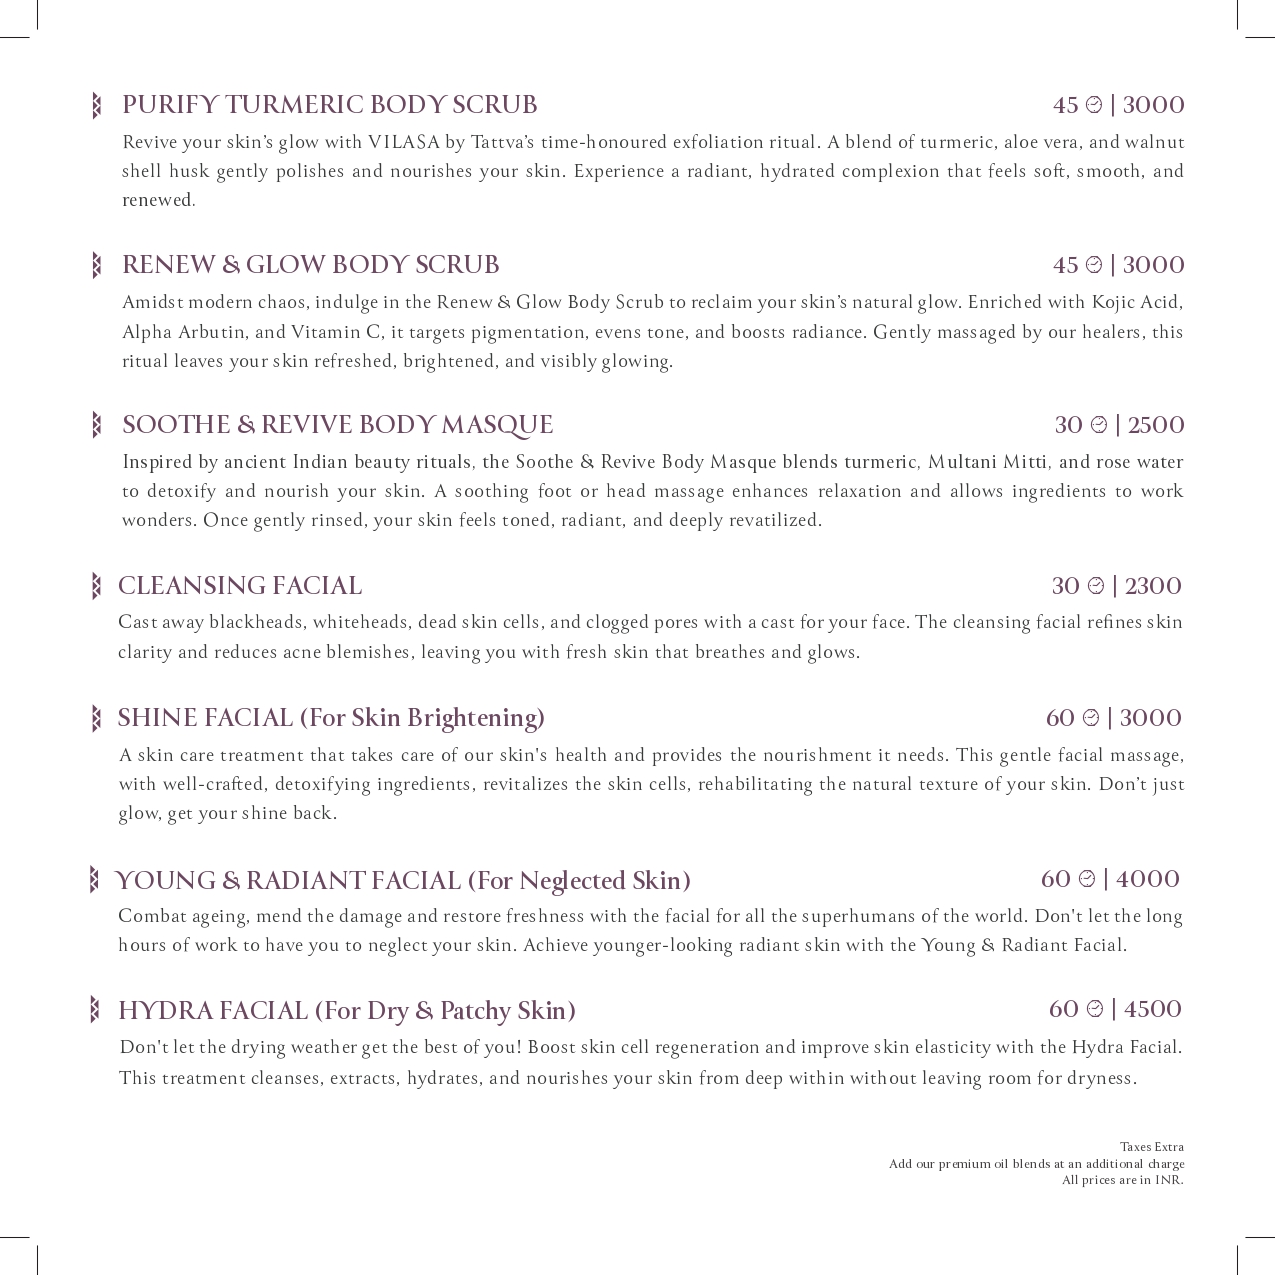 PURIFY TURMERIC BODY SCRUB 45 | 3000
Revive your skin’s glow with VILASA by Tattva’s time-honoured exfoliation ritual. A blend of turmeric, aloe vera, and walnut
shell husk gently polishes and nourishes your skin. Experience a radiant, hydrated complexion that feels soft, smooth, and
renewed.
RENEW & GLOW BODY SCRUB 45 | 3000
Amidst modern chaos, indulge in the Renew & Glow Body Scrub to reclaim your skin’s natural glow. Enriched with Kojic Acid,
Alpha Arbutin, and Vitamin C, it targets pigmentation, evens tone, and boosts radiance. Gently massaged by our healers, this
ritual leaves your skin refreshed, brightened, and visibly glowing.
SOOTHE & REVIVE BODY MASQUE 30 | 2500
Inspired by ancient Indian beauty rituals, the Soothe & Revive Body Masque blends turmeric, Multani Mitti, and rose water
to detoxify and nourish your skin. A soothing foot or head massage enhances relaxation and allows ingredients to work
wonders. Once gently rinsed, your skin feels toned, radiant, and deeply revatilized.
CLEANSING FACIAL 30 | 2300
Cast away blackheads, whiteheads, dead skin cells, and clogged pores with a cast for your face. The cleansing facial refines skin
clarity and reduces acne blemishes, leaving you with fresh skin that breathes and glows.
SHINE FACIAL (For Skin Brightening) 60 | 3000
A skin care treatment that takes care of our skin's health and provides the nourishment it needs. This gentle facial massage,
with well-crafted, detoxifying ingredients, revitalizes the skin cells, rehabilitating the natural texture of your skin. Don’t just
glow, get your shine back.
YOUNG & RADIANT FACIAL (For Neglected Skin) 60 | 4000
Combat ageing, mend the damage and restore freshness with the facial for all the superhumans of the world. Don't let the long
hours of work to have you to neglect your skin. Achieve younger-looking radiant skin with the Young & Radiant Facial.
HYDRA FACIAL (For Dry & Patchy Skin) 60 | 4500
Don't let the drying weather get the best of you! Boost skin cell regeneration and improve skin elasticity with the Hydra Facial.
This treatment cleanses, extracts, hydrates, and nourishes your skin from deep within without leaving room for dryness.
Taxes Extra
Add our premium oil blends at an additional charge
All prices are in INR.